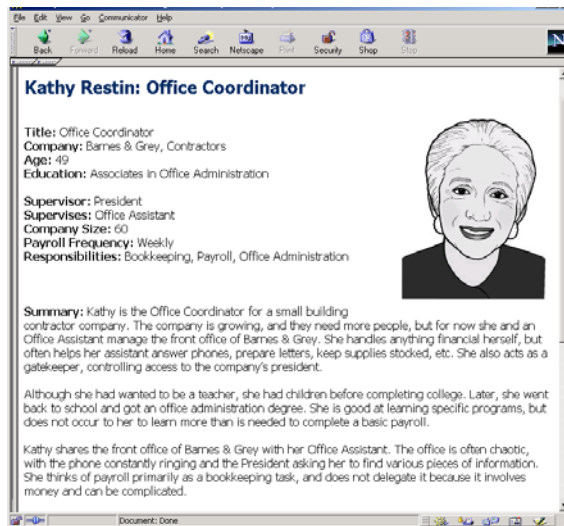 File Edit View Go Communicator Help
Back Forward Reload Home Search Netscape Print Security Shop Stop
N
Kathy Restin: Office Coordinator
Title: Office Coordinator
Company: Barnes & Grey, Contractors
Age: 49
Education: Associates in Office Administration
Supervisor: President
Supervises: Office Assistant
Company Size: 60
Payroll Frequency: Weekly
Responsibilities: Bookkeeping, Payroll, Office Administration
Summary: Kathy is the Office Coordinator for a small building
contractor company. The company is growing, and they need more people, but for now she and an
Office Assistant manage the front office of Barnes & Grey. She handles anything financial herself, but
often helps her assistant answer phones, prepare letters, keep supplies stocked, etc. She also acts as a
gatekeeper, controlling access to the company's president.
Although she had wanted to be a teacher, she had children before completing college. Later, she went
back to school and got an office administration degree. She is good at learning specific programs, but
does not occur to her to learn more than is needed to complete a basic payroll.
Kathy shares the front office of Barnes & Grey with her Office Assistant. The office is often chaotic,
with the phone constantly ringing and the President asking her to find various pieces of information.
She thinks of payroll primarily as a bookkeeping task, and does not delegate it because it involves
money and can be complicated.
Document: Done